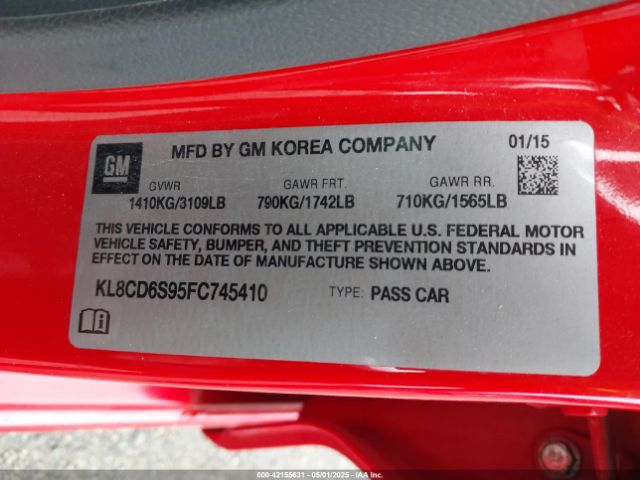 GM
MFD BY GM KOREA COMPANY
01/15
GVWR
GAWR FRT.
GAWR RR.
1410KG/3109LB
790KG/1742LB
710KG/1565LB
THIS VEHICLE CONFORMS TO ALL APPLICABLE U.S. FEDERAL MOTOR
VEHICLE SAFETY, BUMPER, AND THEFT PREVENTION STANDARDS IN
EFFECT ON THE DATE OF MANUFACTURE SHOWN ABOVE.
KL8CD6S95FC745410
TYPE: PASS CAR
000-42155631 - 05/01/2025 - IAAI.COM